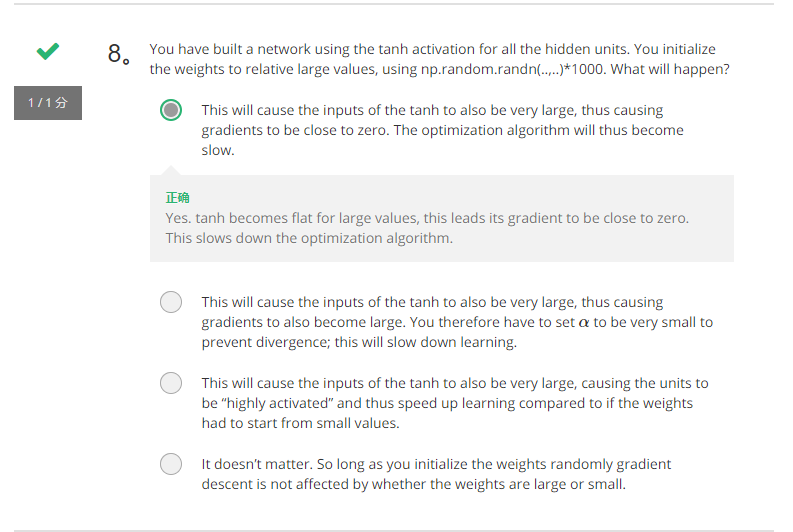 8。 You have built a network using the tanh activation for all the hidden units. You initialize
the weights to relative large values, using np.random.randn(..,..)*1000. What will happen?
1 / 1 分
This will cause the inputs of the tanh to also be very large, thus causing
gradients to be close to zero. The optimization algorithm will thus become
slow.
正确
Yes. tanh becomes flat for large values, this leads its gradient to be close to zero.
This slows down the optimization algorithm.
This will cause the inputs of the tanh to also be very large, thus causing
gradients to also become large. You therefore have to set α to be very small to
prevent divergence; this will slow down learning.
This will cause the inputs of the tanh to also be very large, causing the units to
be “highly activated” and thus speed up learning compared to if the weights
had to start from small values.
It doesn’t matter. So long as you initialize the weights randomly gradient
descent is not affected by whether the weights are large or small.